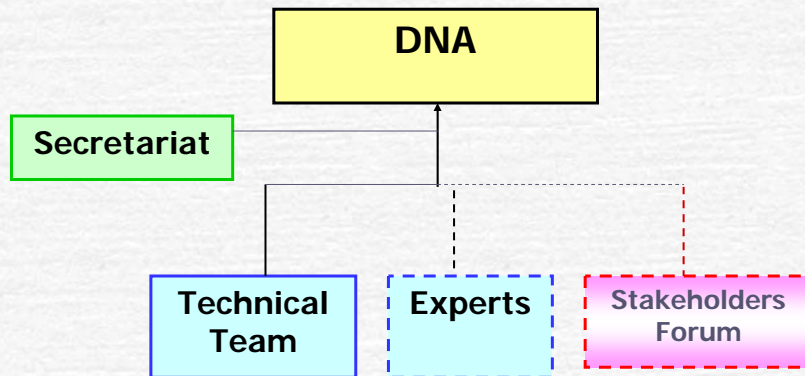 DNA
Secretariat
Technical
Team
Experts
Stakeholders
Forum